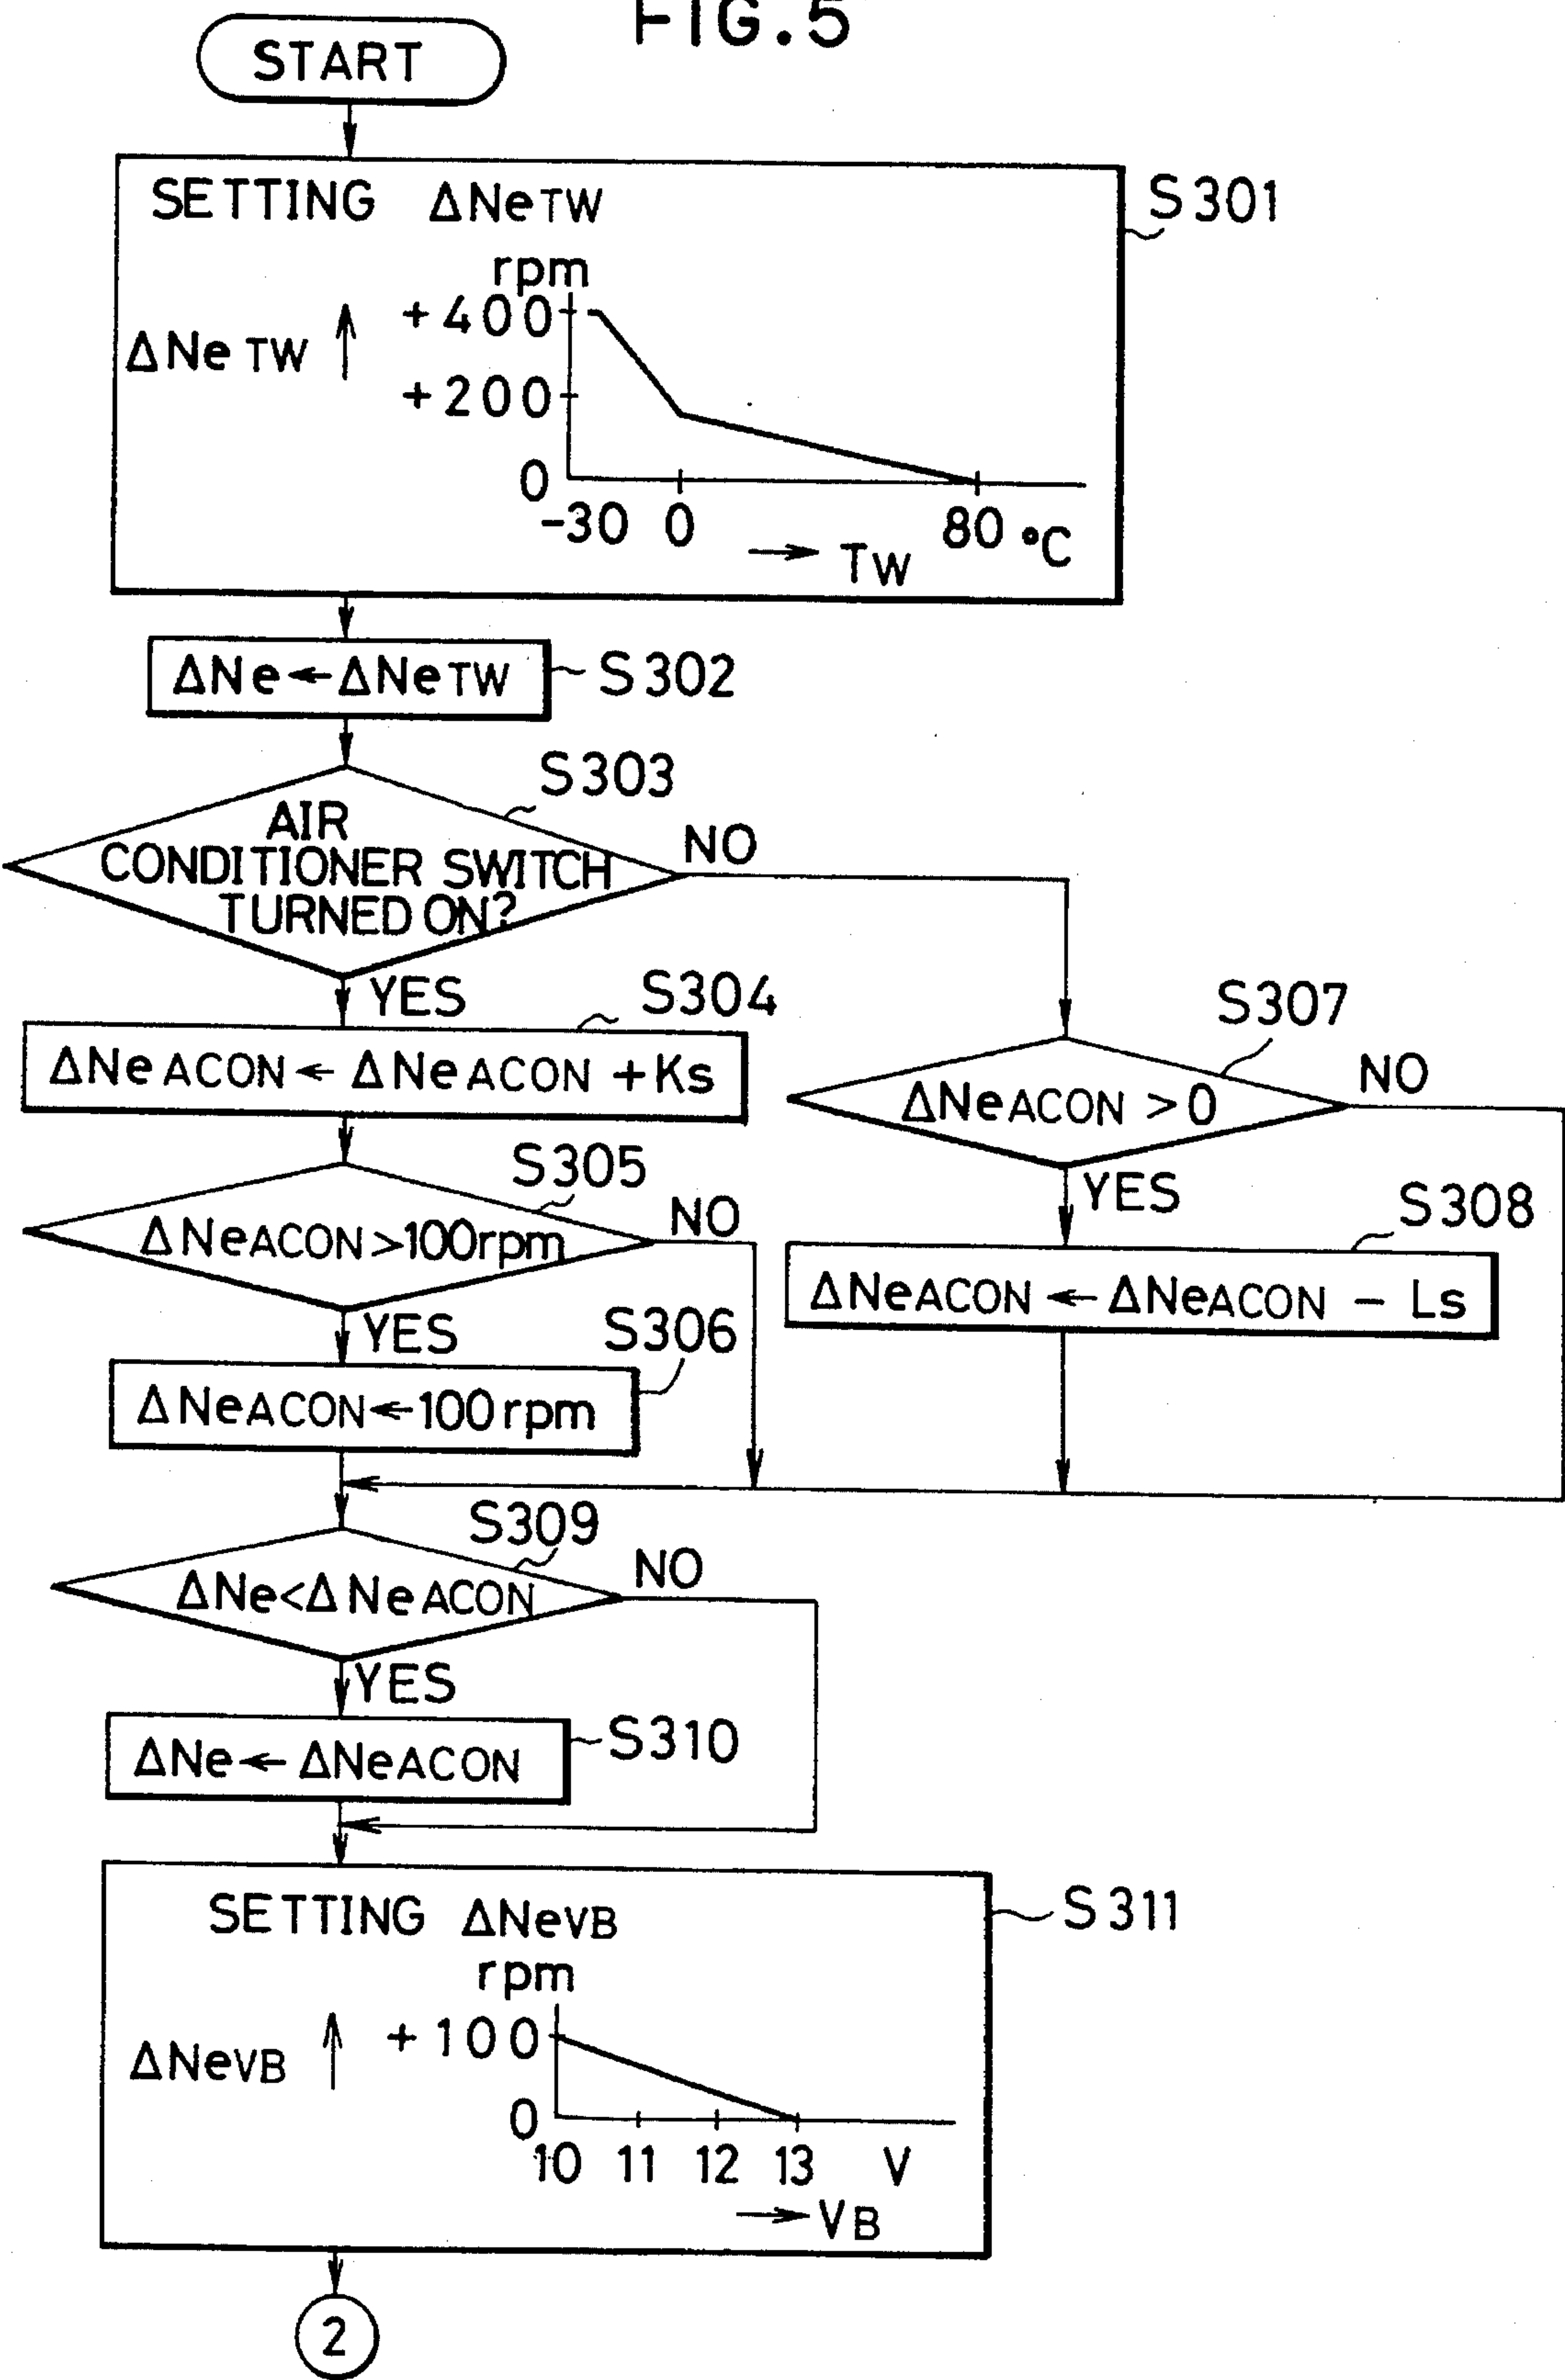 FIG.5
START
SETTING ΔNeTW
S301
rpm
+400
ΔNeTW ↑
+200
0
-30 0 80 °C
→ TW
ΔNe←ΔNeTW
S302
S303
AIR
CONDITIONER SWITCH
TURNED ON?
NO
YES
S304
ΔNeACON ← ΔNeACON +Ks
S307
ΔNeACON >0
NO
YES
S305
ΔNeACON>100rpm
NO
YES
S308
ΔNeACON ← ΔNeACON - Ls
S306
ΔNeACON←100rpm
S309
ΔNe<ΔNeACON
NO
YES
ΔNe← ΔNeACON
S310
SETTING ΔNeVB
S311
rpm
+100
ΔNeVB ↑
0
10 11 12 13 V
→ VB
2